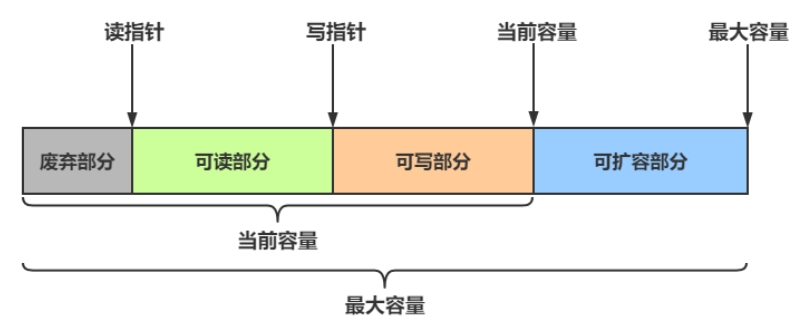 读指针 写指针 当前容量 最大容量
废弃部分 可读部分 可写部分 可扩容部分
当前容量
最大容量